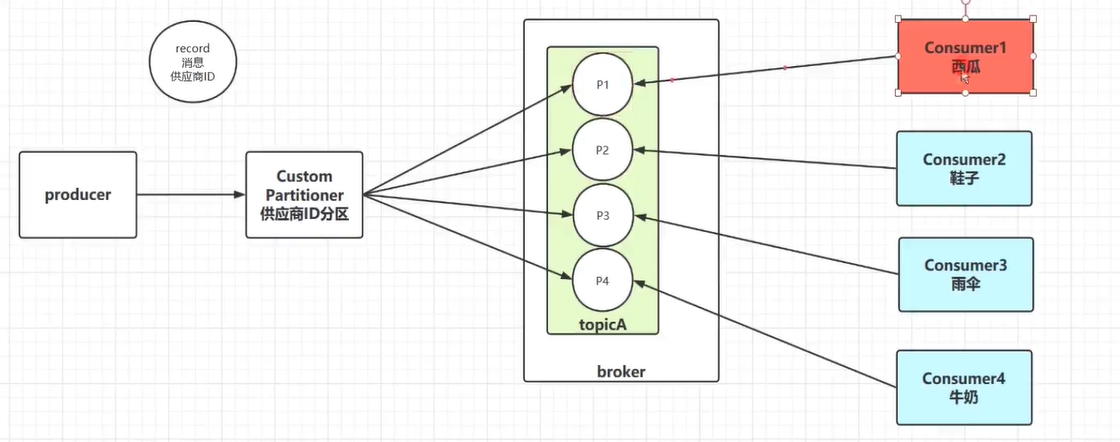 record
消息
供应商ID
producer
Custom
Partitioner
供应商ID分区
P1
P2
P3
P4
topicA
broker
Consumer1
西瓜
Consumer2
鞋子
Consumer3
雨伞
Consumer4
牛奶